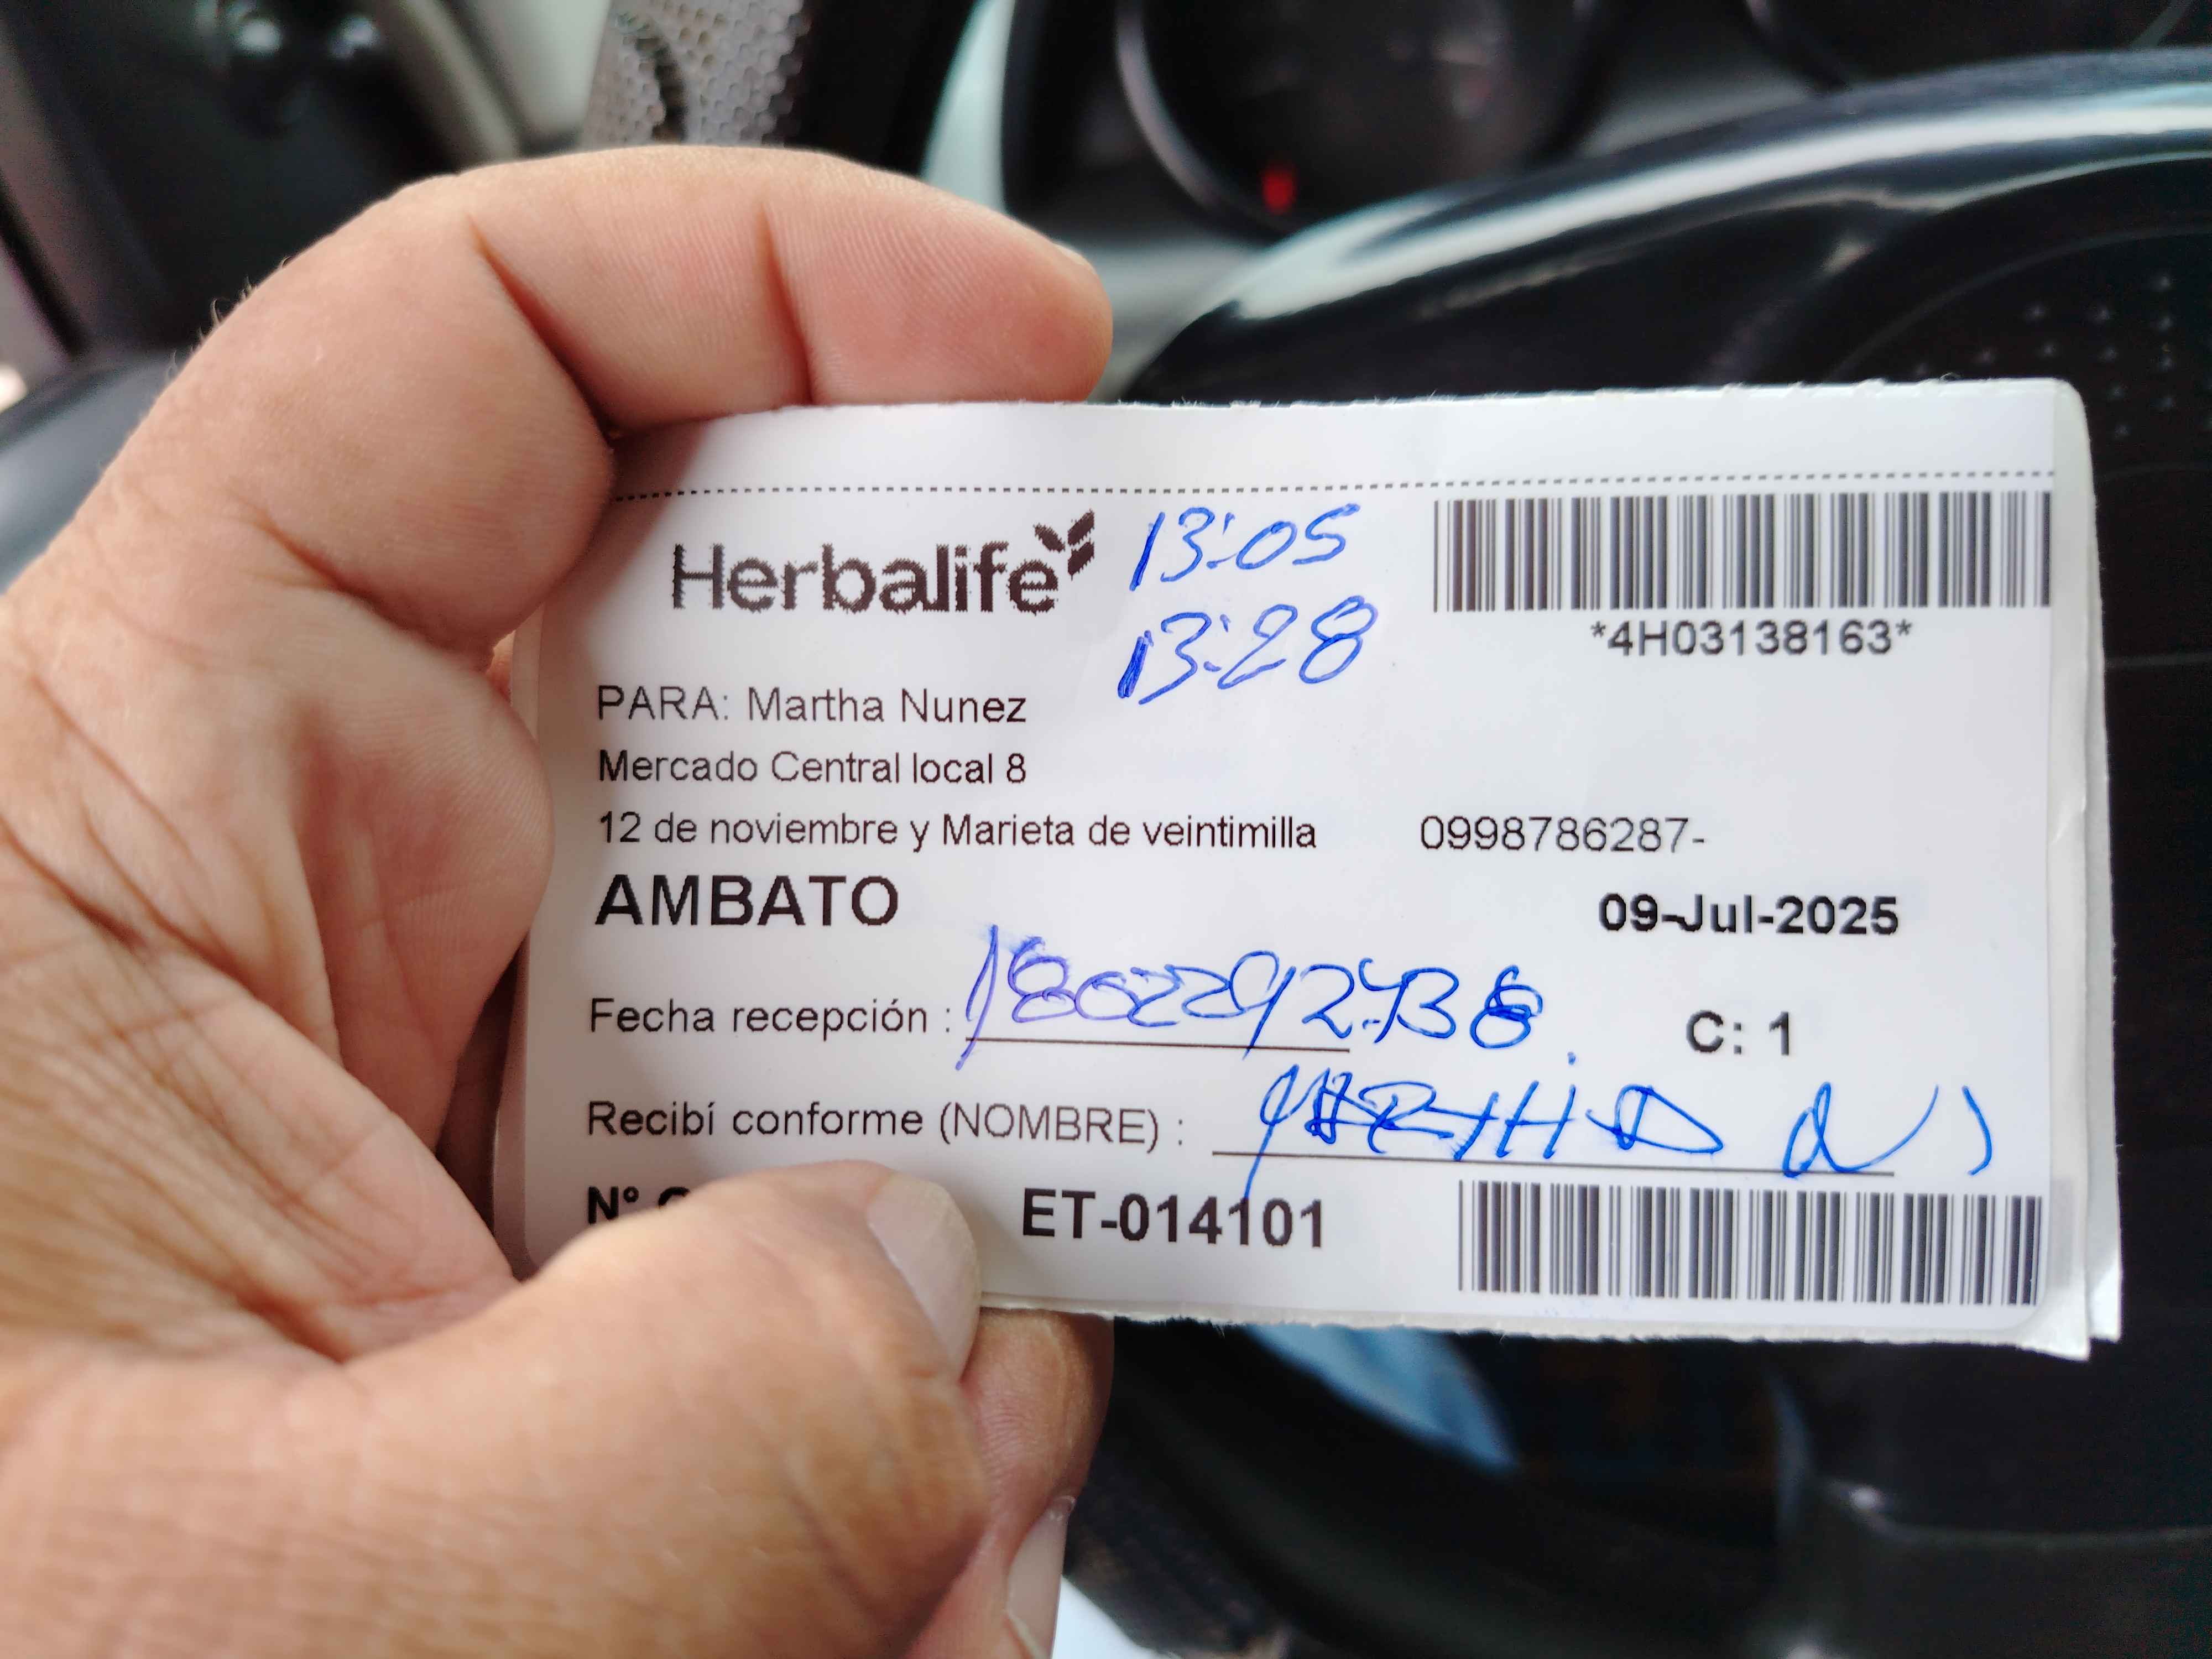 Herbalife
13:05
13:28
*4H03138163*
PARA: Martha Nunez
Mercado Central local 8
12 de noviembre y Marieta de veintimilla 0998786287-
AMBATO
09-Jul-2025
Fecha recepción :
C: 1
Recibí conforme (NOMBRE) :
N°
ET-014101